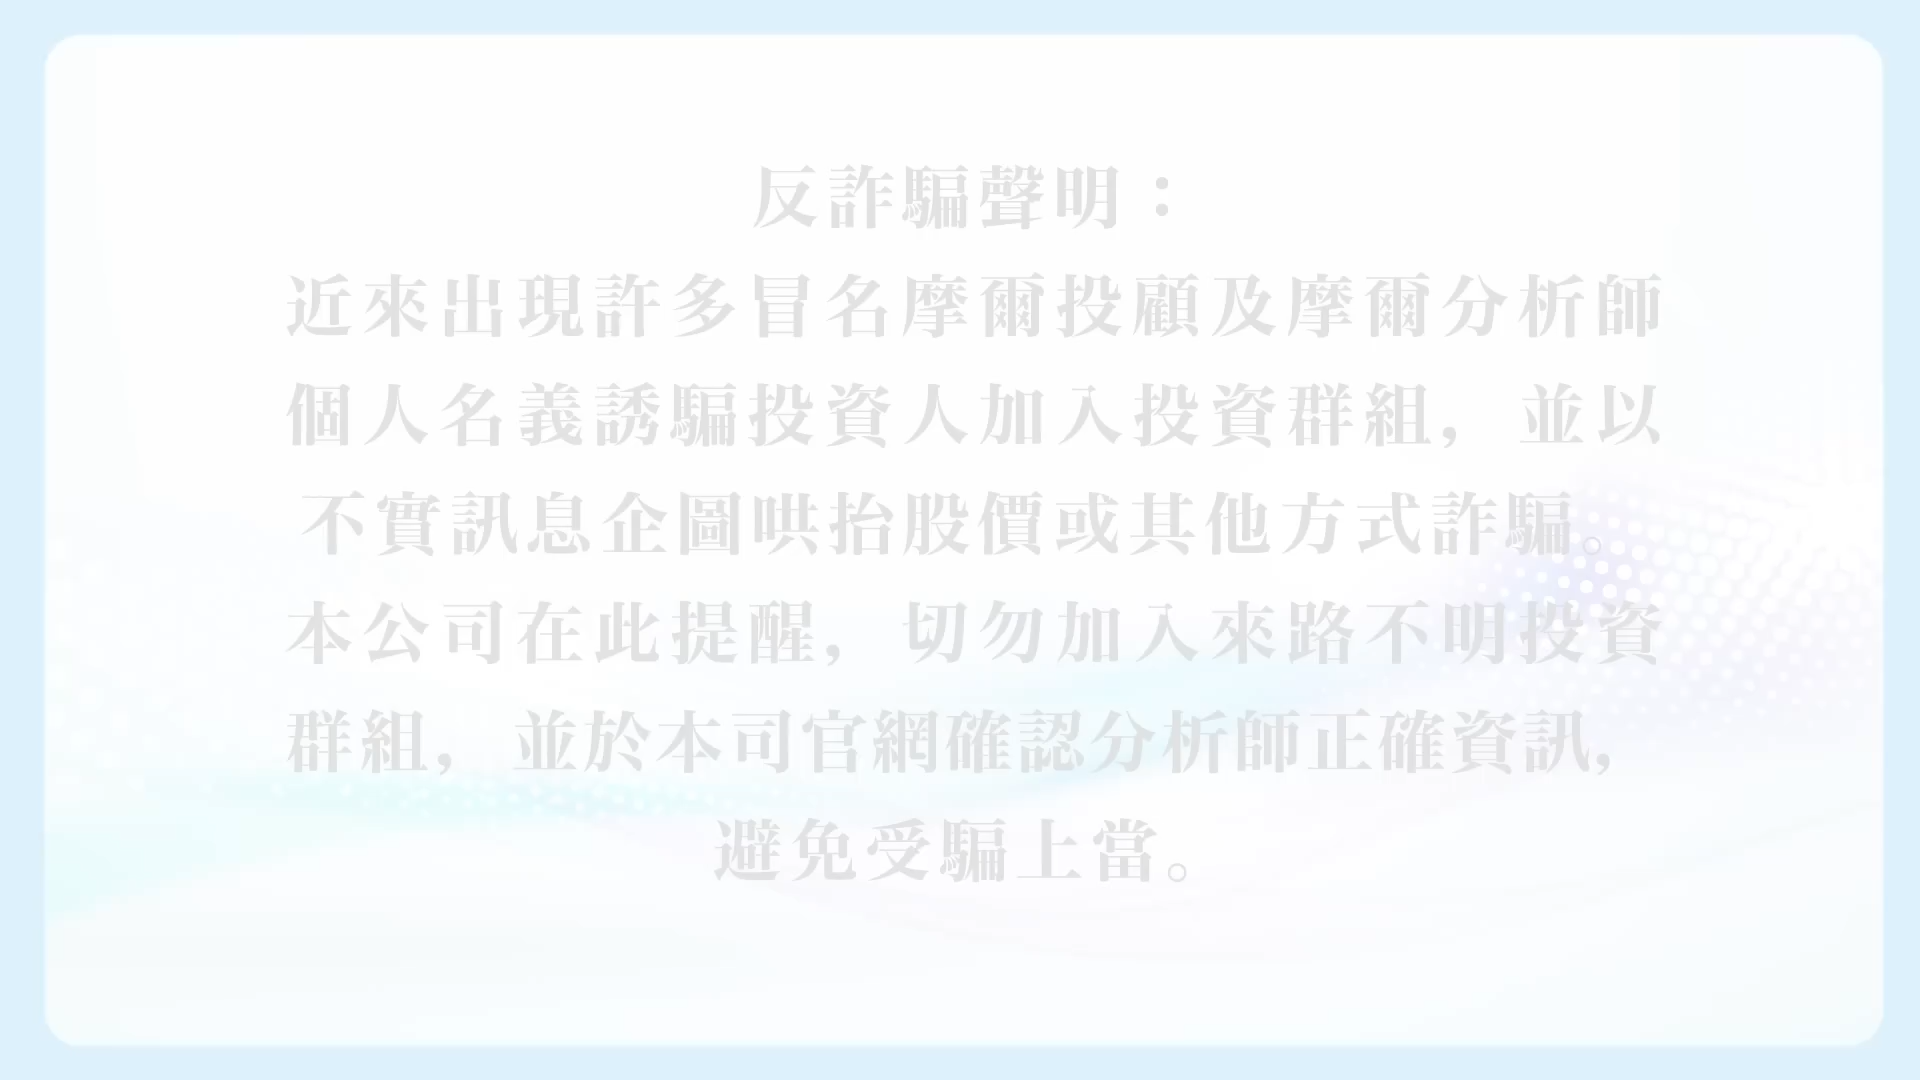 反詐騙聲明：
近來出現許多冒名摩爾投顧及摩爾分析師
個人名義誘騙投資人加入投資群組，並以
不實訊息企圖哄抬股價或其他方式詐騙。
本公司在此提醒，切勿加入來路不明投資
群組，並於本司官網確認分析師正確資訊，
避免受騙上當。